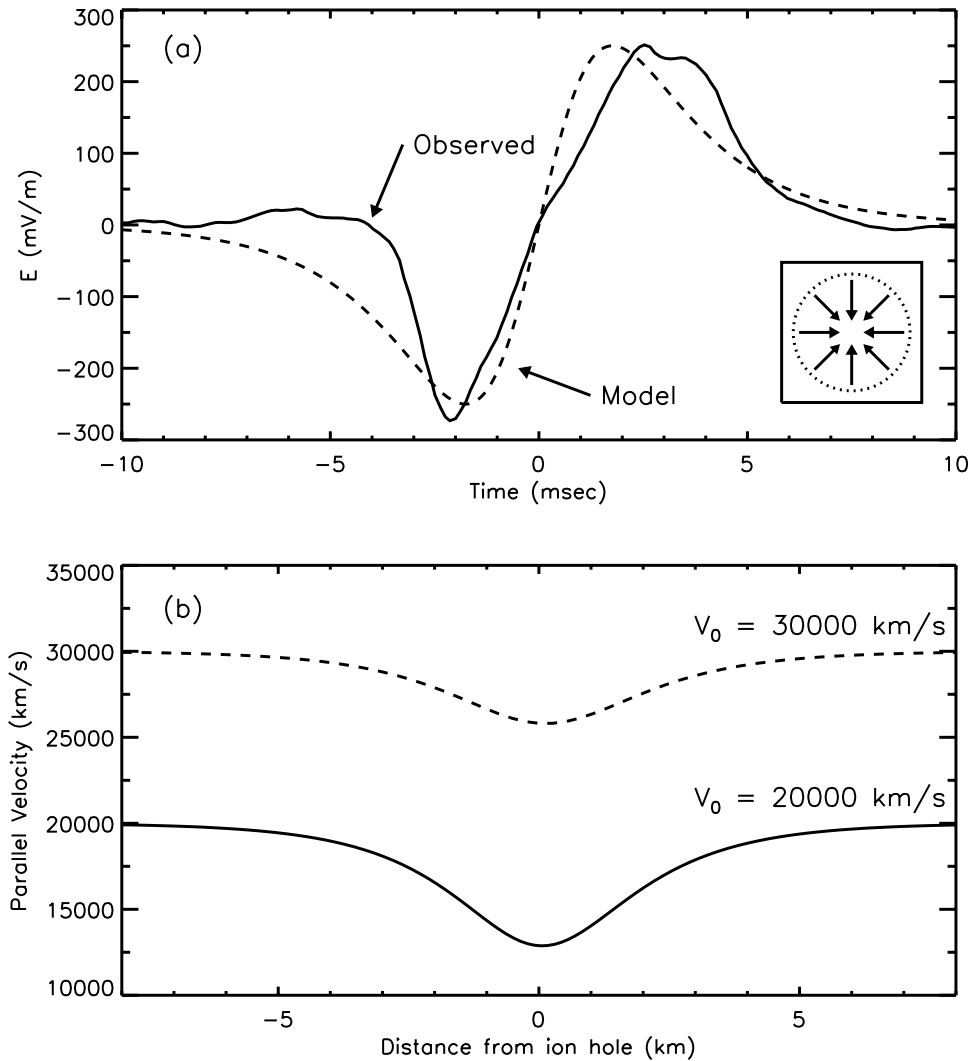 300
200
100
0
−100
−200
−300
E (mV/m)
(a)
Observed
Model
−10
−5
0
5
10
Time (msec)
35000
30000
25000
20000
15000
10000
Parallel Velocity (km/s)
(b)
V0 = 30000 km/s
V0 = 20000 km/s
−5
0
5
Distance from ion hole (km)